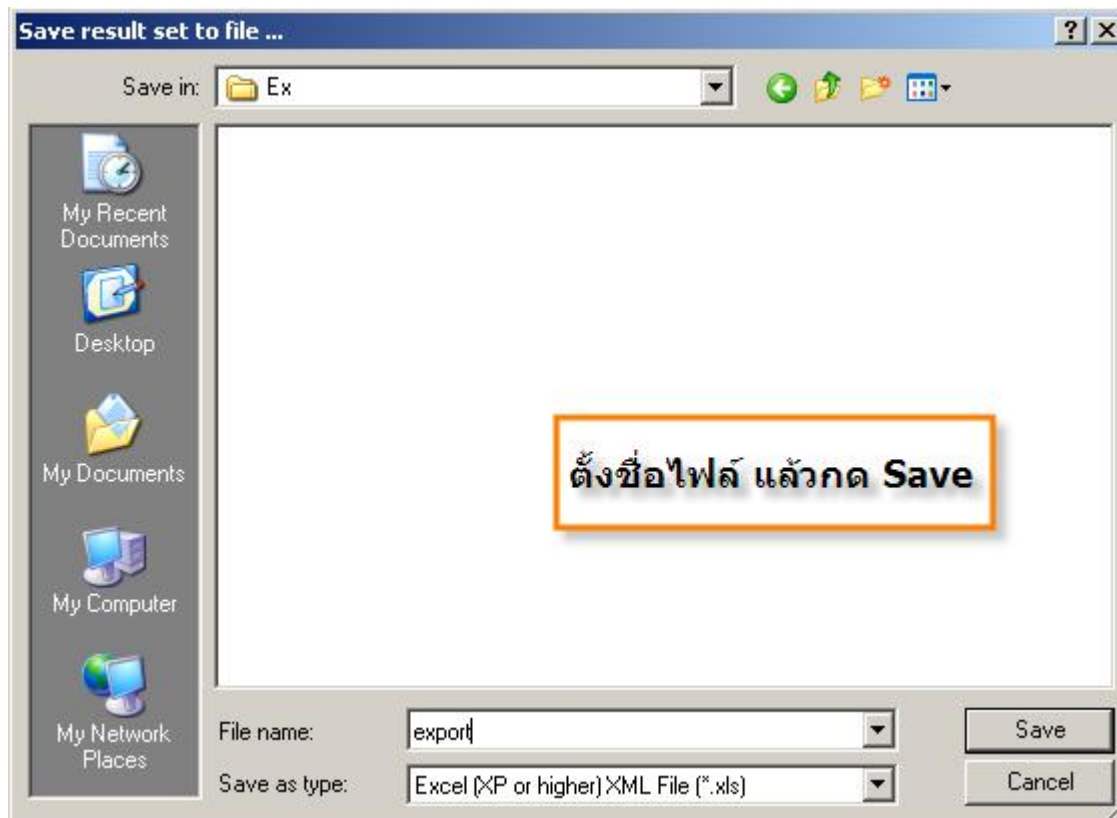 Save result set to file ...
Save in:
Ex
My Recent
Documents
Desktop
My Documents
My Computer
My Network
Places
ตั้งชื่อไฟล์ แล้วกด Save
File name:
export
Save
Save as type:
Excel (XP or higher) XML File (*.xls)
Cancel